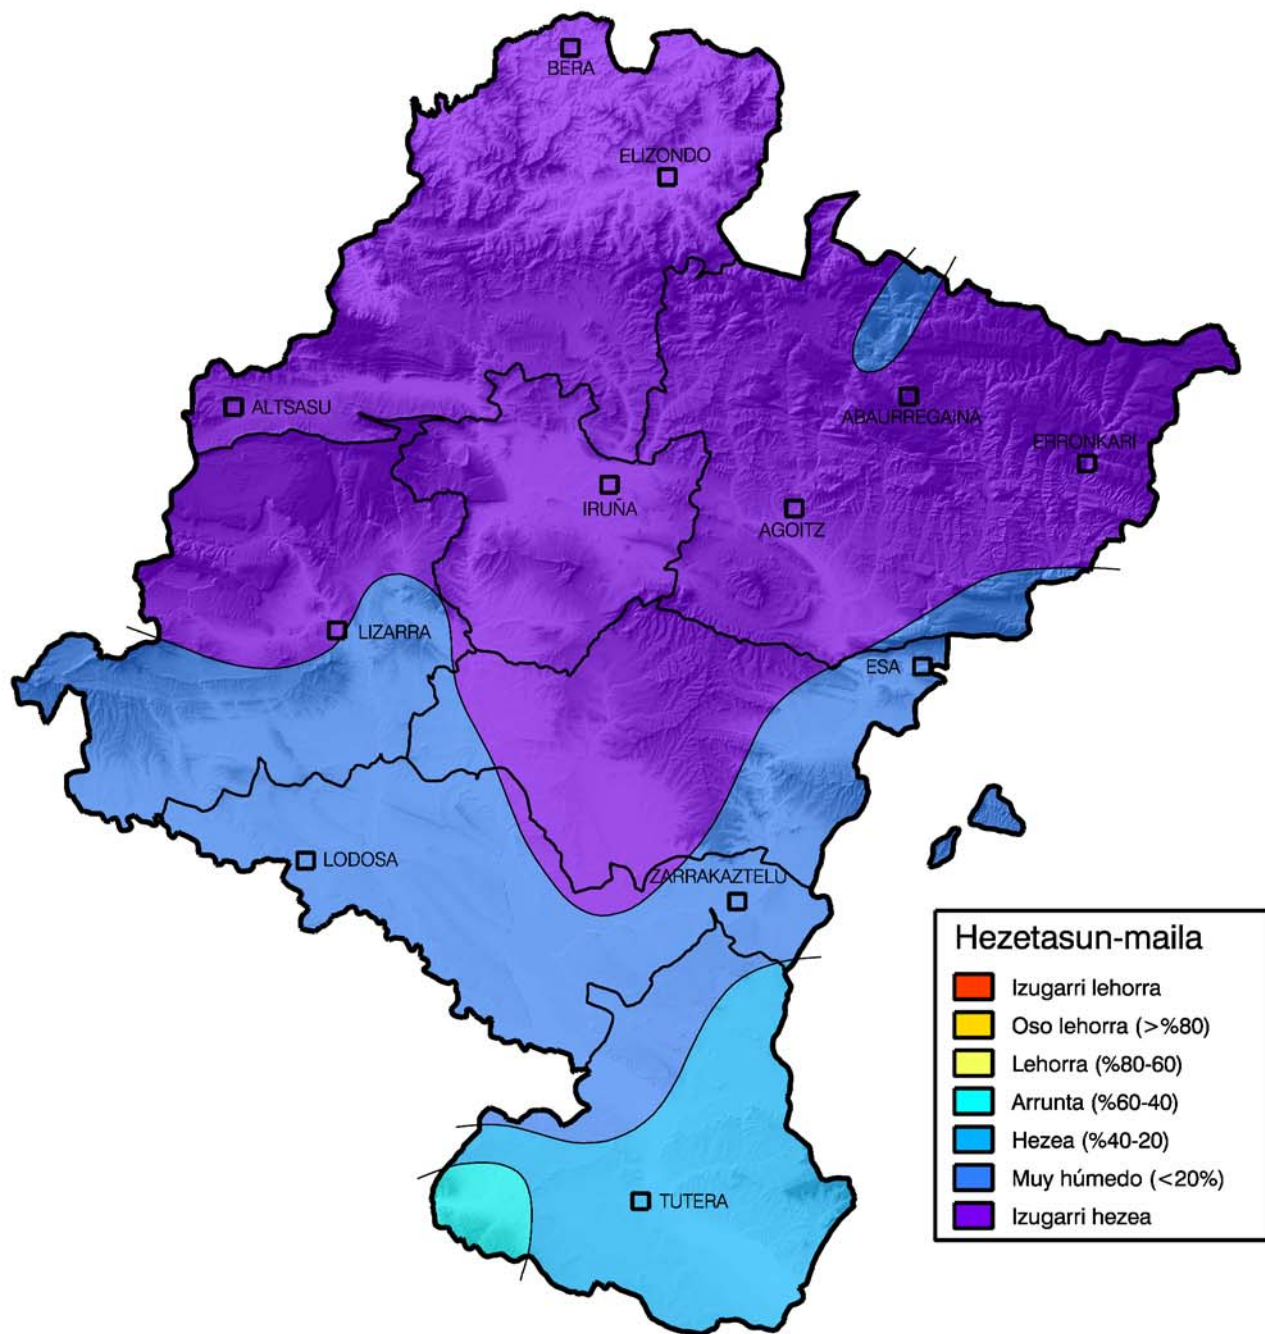 BERA
ELIZONDO
ALTSASU
ABAURREGAINA
ERRONKARI
IRUÑA
AGOITZ
LIZARRA
ESA
LODOSA
ZARRAKAZTELU
TUTERA
Hezetasun-maila
Izugarri lehorra
Oso lehorra (>%80)
Lehorra (%80-60)
Arrunta (%60-40)
Hezea (%40-20)
Muy húmedo (<20%)
Izugarri hezea